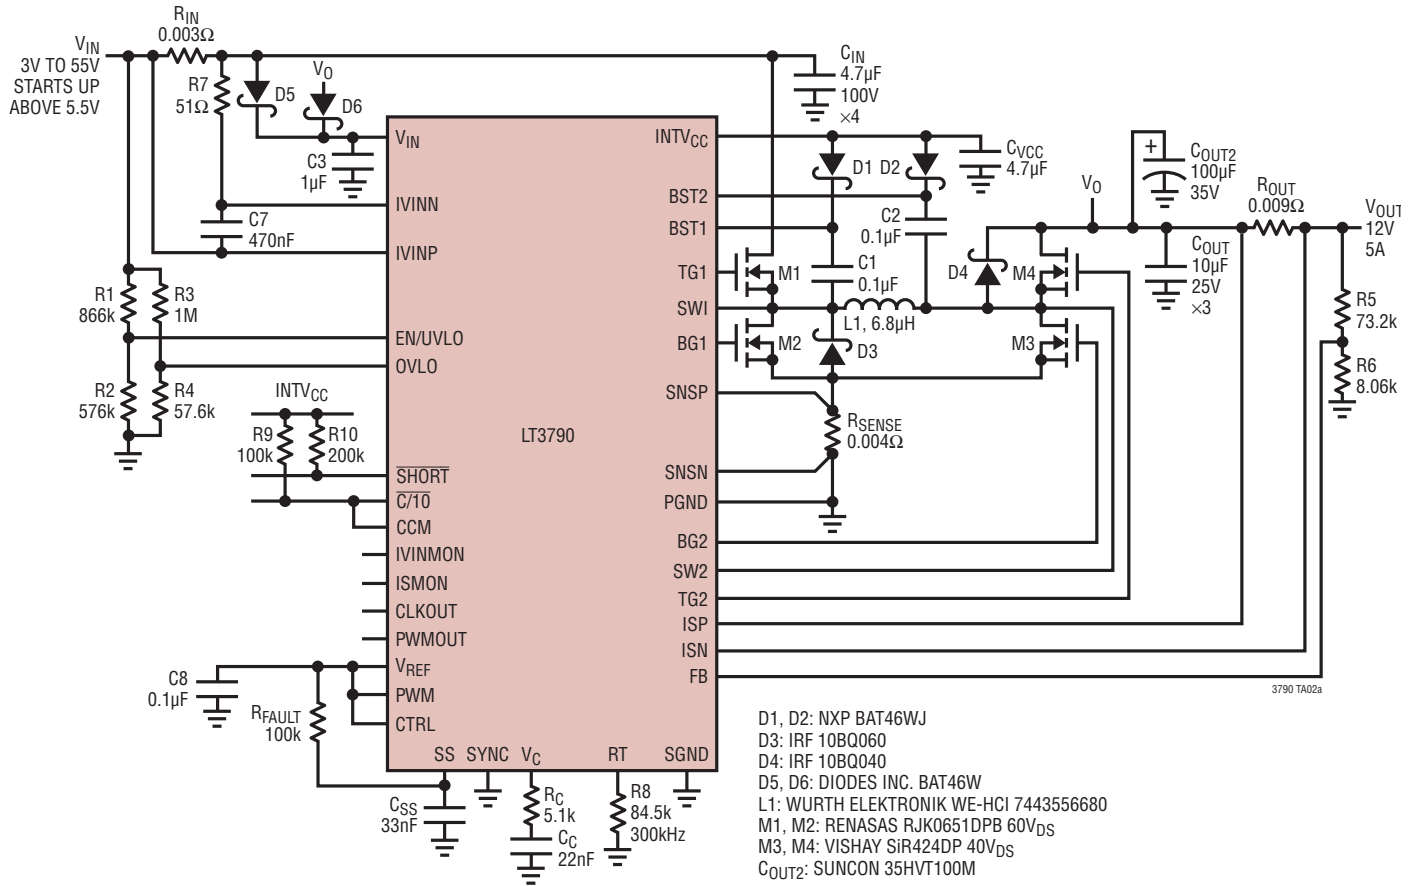 VIN
3V TO 55V
STARTS UP
ABOVE 5.5V
RIN
0.003Ω
R7
51Ω
D5
VO
D6
C3
1µF
C7
470nF
R1
866k
R3
1M
R2
576k
R4
57.6k
INTVCC
R9
100k
R10
200k
C8
0.1µF
RFAULT
100k
CSS
33nF
RC
5.1k
CC
22nF
R8
84.5k
300kHz
LT3790
VIN
IVINN
IVINP
EN/UVLO
OVLO
SHORT
C/10
CCM
IVINMON
ISMON
CLKOUT
PWMOUT
VREF
PWM
CTRL
SS
SYNC
VC
RT
SGND
INTVCC
BST2
BST1
TG1
SWI
BG1
SNSP
SNSN
PGND
BG2
SW2
TG2
ISP
ISN
FB
CIN
4.7µF
100V
×4
D1
D2
CVCC
4.7µF
C2
0.1µF
C1
0.1µF
M1
M2
L1, 6.8µH
D3
D4
M4
M3
RSENSE
0.004Ω
VO
+
COUT2
100µF
35V
COUT
10µF
25V
×3
ROUT
0.009Ω
VOUT
12V
5A
R5
73.2k
R6
8.06k
3790 TA02a
D1, D2: NXP BAT46WJ
D3: IRF 10BQ060
D4: IRF 10BQ040
D5, D6: DIODES INC. BAT46W
L1: WURTH ELEKTRONIK WE-HCI 7443556680
M1, M2: RENASAS RJK0651DPB 60VDS
M3, M4: VISHAY SiR424DP 40VDS
COUT2: SUNCON 35HVT100M